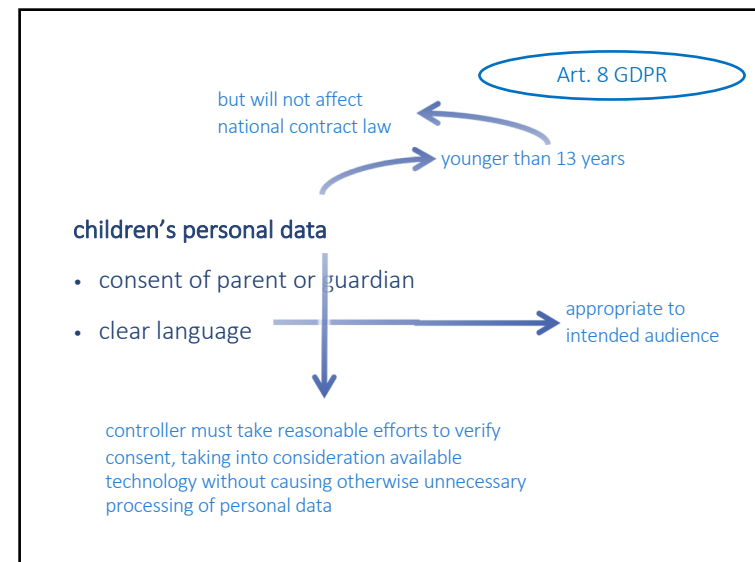 Art. 8 GDPR
but will not affect
national contract law
younger than 13 years
children’s personal data
• consent of parent or guardian
• clear language
appropriate to
intended audience
controller must take reasonable efforts to verify
consent, taking into consideration available
technology without causing otherwise unnecessary
processing of personal data